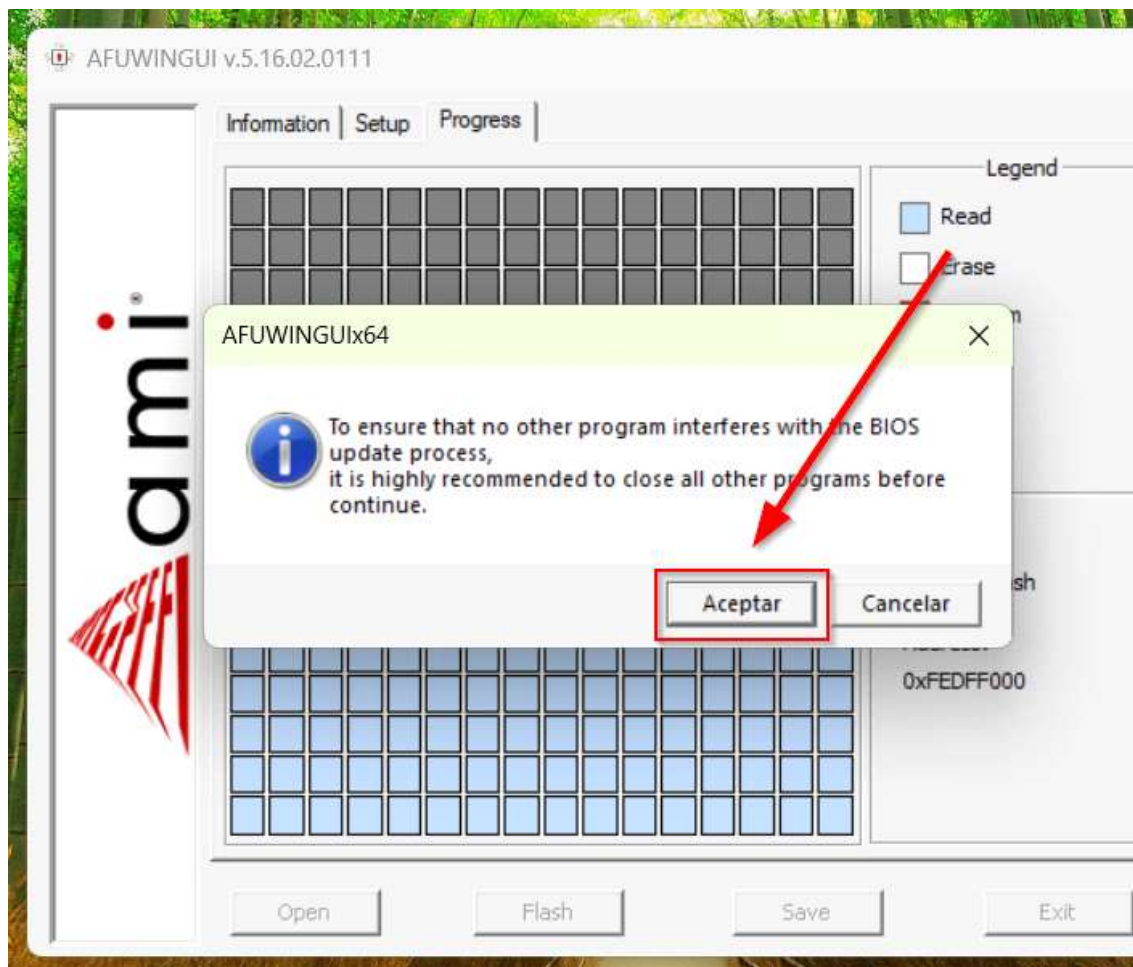 AFUWINGUI v.5.16.02.0111
Information Setup Progress
Legend
Read
Erase
AFUWINGUIx64
To ensure that no other program interferes with the BIOS
update process,
it is highly recommended to close all other programs before
continue.
Aceptar Cancelar
0xFEDFF000
ami®
Open Flash Save Exit